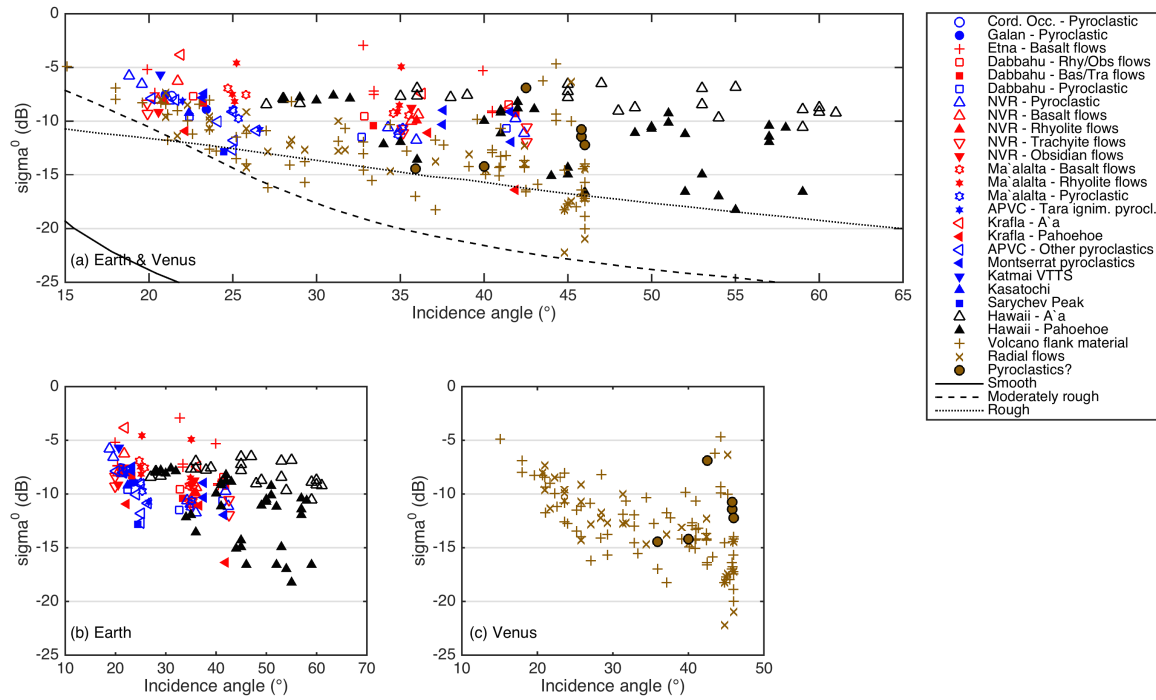 0
-5
-10
-15
-20
-25
sigma0 (dB)
(a) Earth & Venus
15 20 25 30 35 40 45 50 55 60 65
Incidence angle (°)
Cord. Occ. - Pyroclastic
Galan - Pyroclastic
Etna - Basalt flows
Dabbahu - Rhy/Obs flows
Dabbahu - Bas/Tra flows
Dabbahu - Pyroclastic
NVR - Pyroclastic
NVR - Basalt flows
NVR - Rhyolite flows
NVR - Trachyte flows
NVR - Obsidian flows
Ma`alalta - Basalt flows
Ma`alalta - Rhyolite flows
Ma`alalta - Pyroclastic
APVC - Tara ignim. pyrocl.
Krafla - A`a
Krafla - Pahoehoe
APVC - Other pyroclastics
Montserrat pyroclastics
Katmai VTTS
Kasatochi
Sarychev Peak
Hawaii - A`a
Hawaii - Pahoehoe
Volcano flank material
Radial flows
Pyroclastics?
Smooth
Moderately rough
Rough
0
-5
-10
-15
-20
-25
sigma0 (dB)
(b) Earth
10 20 30 40 50 60 70
Incidence angle (°)
0
-5
-10
-15
-20
-25
sigma0 (dB)
(c) Venus
10 20 30 40 50
Incidence angle (°)